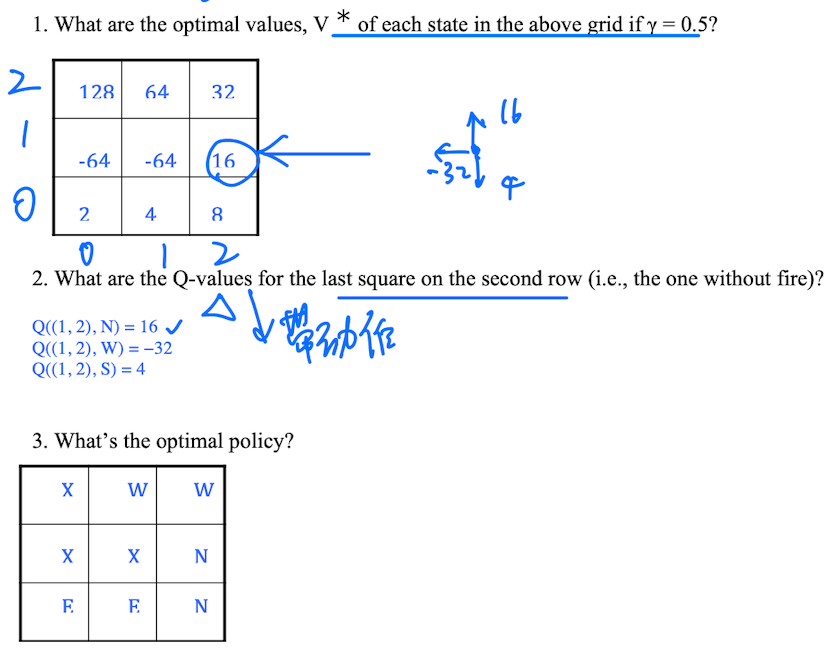 1. What are the optimal values, V * of each state in the above grid if γ = 0.5?
2 128 64 32
1 -64 -64 16
0 2 4 8
0 1 2
16
-32
4
2. What are the Q-values for the last square on the second row (i.e., the one without fire)?
Q((1, 2), N) = 16 ✓
Q((1, 2), W) = −32
Q((1, 2), S) = 4
动作
3. What's the optimal policy?
X W W
X X N
E E N